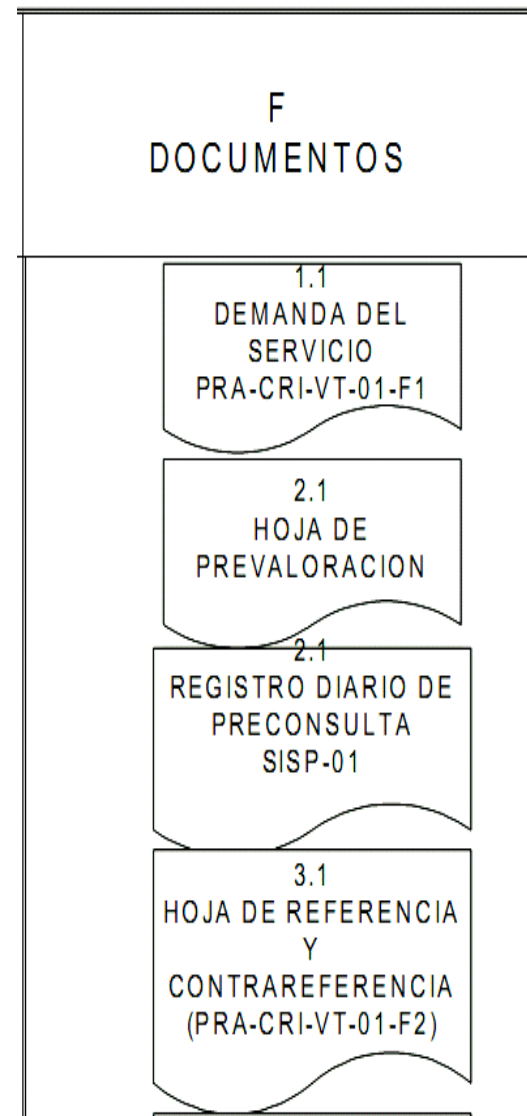 F
DOCUMENTOS
1.1
DEMANDA DEL
SERVICIO
PRA-CRI-VT-01-F1
2.1
HOJA DE
PREVALORACION
2.1
REGISTRO DIARIO DE
PRECONSULTA
SISP-01
3.1
HOJA DE REFERENCIA
Y
CONTRAREFERENCIA
(PRA-CRI-VT-01-F2)